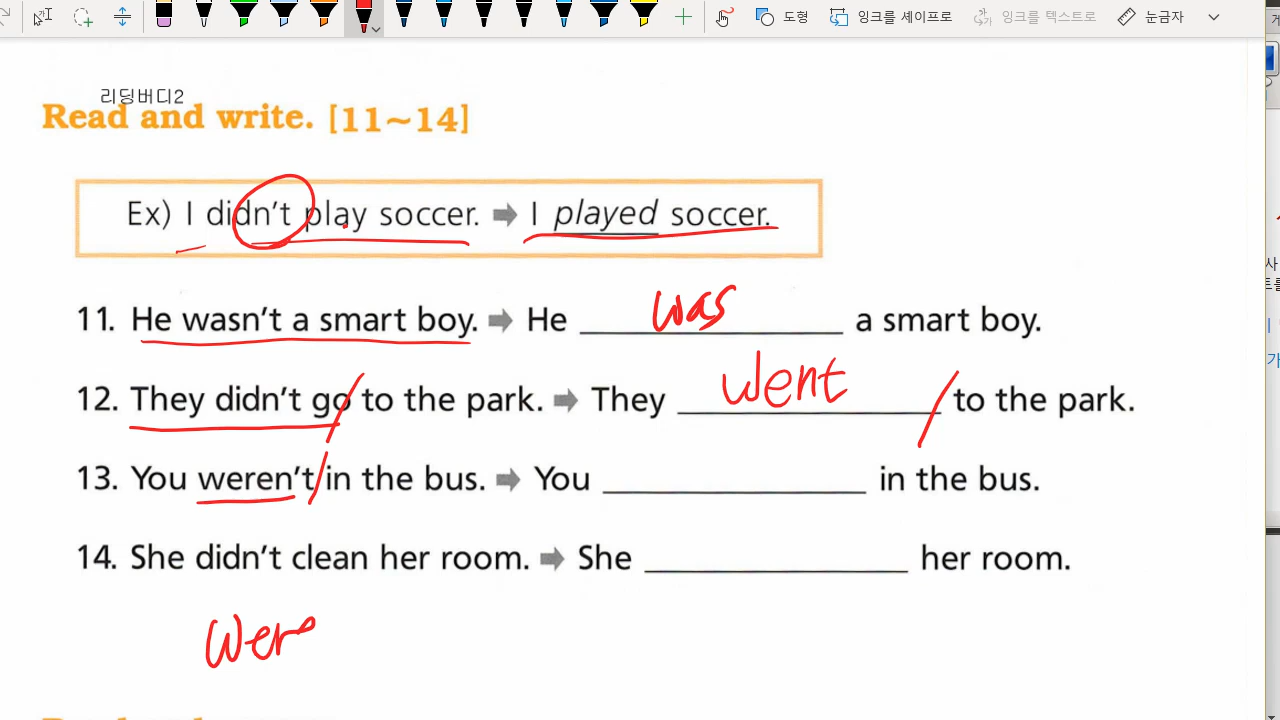 도형 잉크를 셰이프로 잉크를 텍스트로 눈금자
리딩버디2
Read and write. [11~14]
Ex) I didn't play soccer. ➡ I played soccer.
11. He wasn't a smart boy. ➡ He was a smart boy.
12. They didn't go to the park. ➡ They went to the park.
13. You weren't in the bus. ➡ You ____________ in the bus.
14. She didn't clean her room. ➡ She ____________ her room.
were